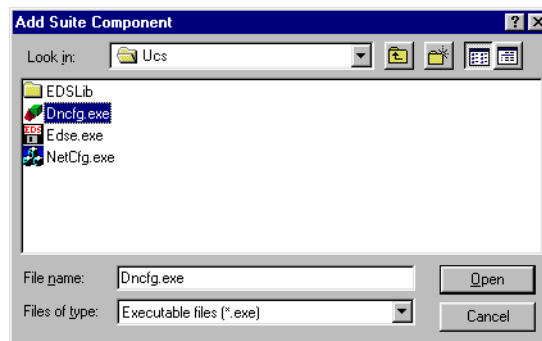 Add Suite Component
Look in: Ucs
EDSLib
Dncfg.exe
EDS Edse.exe
NetCfg.exe
File name: Dncfg.exe Open
Files of type: Executable files (*.exe) Cancel